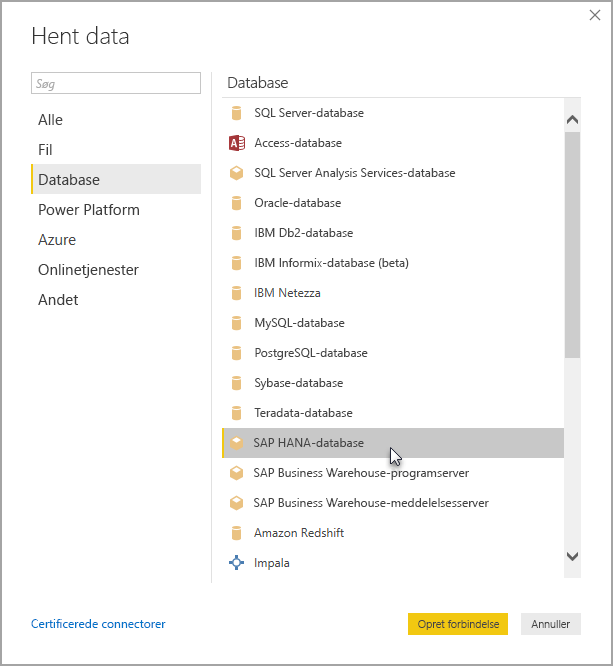 Hent data
Søg
Alle
Fil
Database
Power Platform
Azure
Onlinetjenester
Andet
Database
SQL Server-database
Access-database
SQL Server Analysis Services-database
Oracle-database
IBM Db2-database
IBM Informix-database (beta)
IBM Netezza
MySQL-database
PostgreSQL-database
Sybase-database
Teradata-database
SAP HANA-database
SAP Business Warehouse-programserver
SAP Business Warehouse-meddelelsesserver
Amazon Redshift
Impala
Certificerede connectorer
Opret forbindelse
Annuller